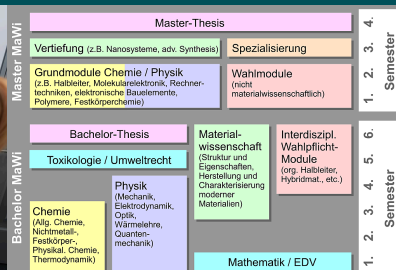 Master MaWi
Master-Thesis
Vertiefung (z.B. Nanosysteme, adv. Synthesis)
Spezialisierung
Grundmodule Chemie / Physik
(z.B. Halbleiter, Molekularelektronik, Rechner-
techniken, elektronische Bauelemente,
Polymere, Festkörperchemie)
Wahlmodule
(nicht
materialwissenschaftlich)
4.
3.
2.
1.
Semester
Bachelor MaWi
Bachelor-Thesis
Toxikologie / Umweltrecht
Material-
wissenschaft
(Struktur und
Eigenschaften,
Herstellung und
Charakterisierung
moderner
Materialien)
Interdiszipl.
Wahlpflicht-
Module
(org. Halbleiter,
Hybridmat., etc.)
Physik
(Mechanik,
Elektrodynamik,
Optik,
Wärmelehre,
Quanten-
mechanik)
Chemie
(Allg. Chemie,
Nichtmetall-,
Festkörper-,
Physikal. Chemie,
Thermodynamik)
Mathematik / EDV
6.
5.
4.
3.
2.
1.
Semester